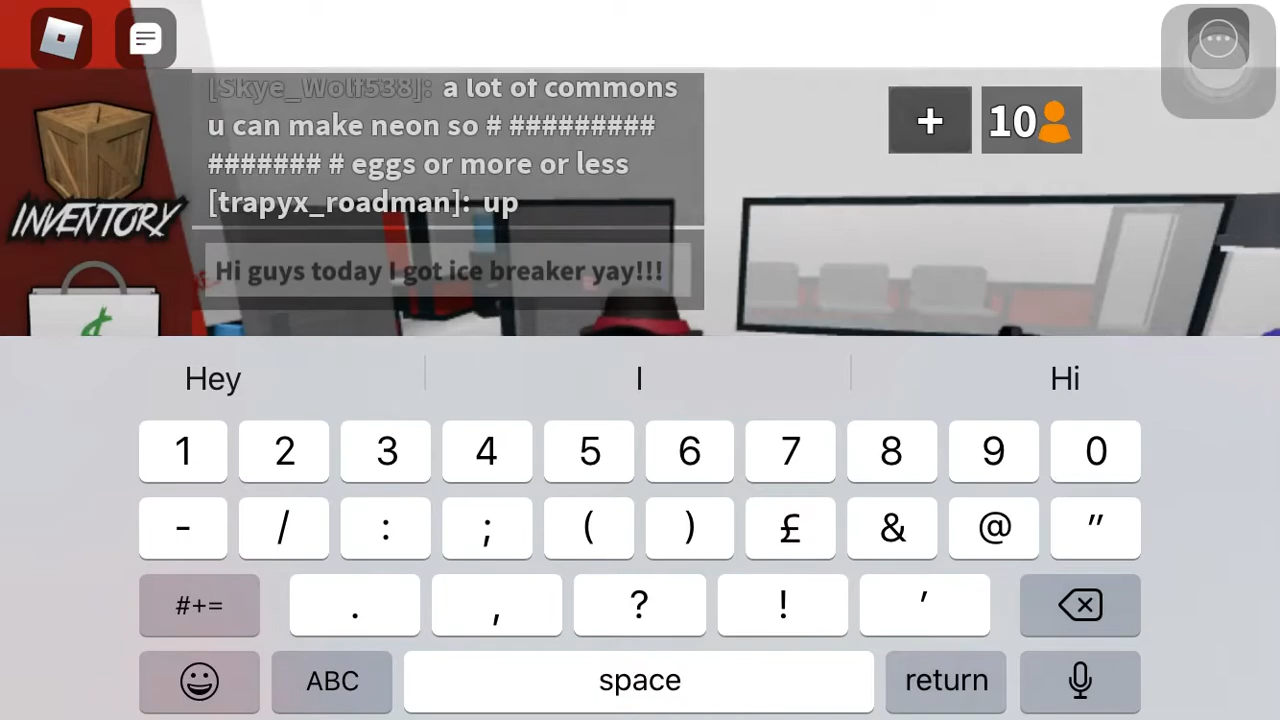 [Skye_Wolf538]: a lot of commons
u can make neon so # #########
####### # eggs or more or less
[trapyx_roadman]: up
+ 10
INVENTORY
Hi guys today I got ice breaker yay!!!
Hey I Hi
1 2 3 4 5 6 7 8 9 0
- / : ; ( ) £ & @ "
#+= . , ? ! '
ABC space return